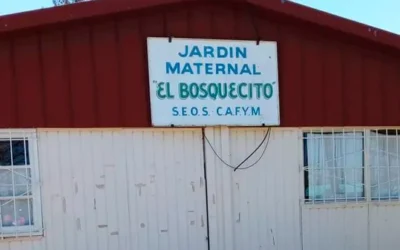 JARDIN
MATERNAL
"EL BOSQUECITO"
S.E.O.S. C.A.F.Y.M